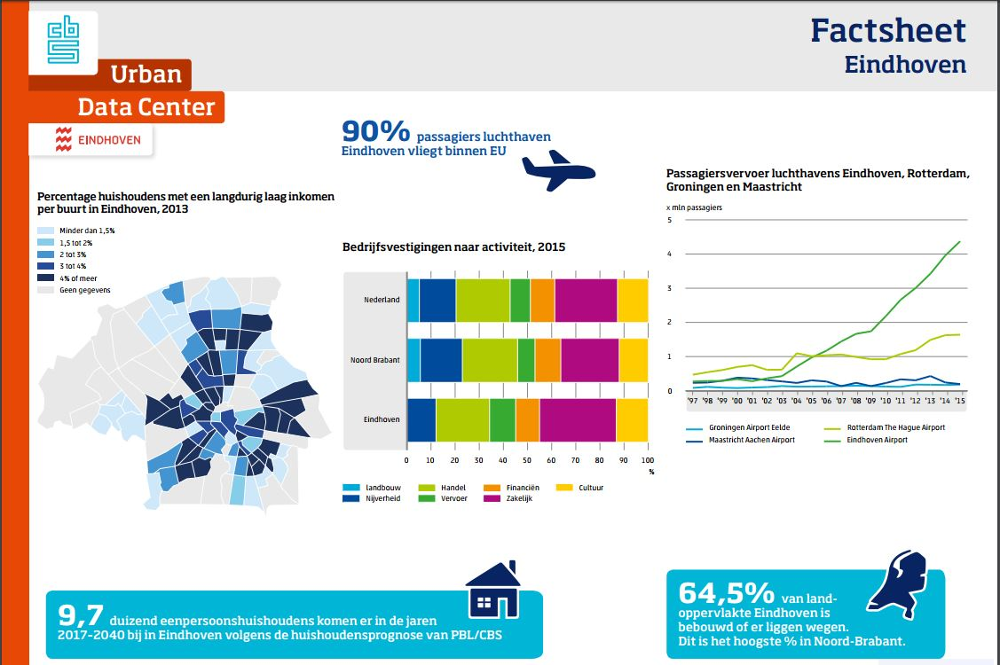 Urban
Data Center
EINDHOVEN
Factsheet
Eindhoven
90% passagiers luchthaven
Eindhoven vliegt binnen EU
Percentage huishoudens met een langdurig laag inkomen
per buurt in Eindhoven, 2013
Minder dan 1,5%
1,5 tot 2%
2 tot 3%
3 tot 4%
4% of meer
Geen gegevens
Bedrijfsvestigingen naar activiteit, 2015
Nederland
Noord Brabant
Eindhoven
0 10 20 30 40 50 60 70 80 90 100
%
landbouw Handel Financiën Cultuur
Nijverheid Vervoer Zakelijk
Passagiersvervoer luchthavens Eindhoven, Rotterdam,
Groningen en Maastricht
x mln passagiers
5
4
3
2
1
0
'97 '98 '99 '00 '01 '02 '03 '04 '05 '06 '07 '08 '09 '10 '11 '12 '13 '14 '15
Groningen Airport Eelde Rotterdam The Hague Airport
Maastricht Aachen Airport Eindhoven Airport
9,7 duizend eenpersoonshuishoudens komen er in de jaren
2017-2040 bij in Eindhoven volgens de huishoudensprognose van PBL/CBS
64,5% van land-
oppervlakte Eindhoven is
bebouwd of er liggen wegen.
Dit is het hoogste % in Noord-Brabant.